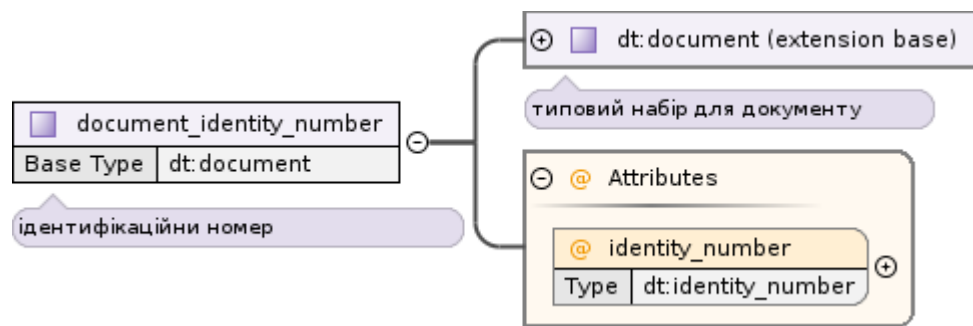 dt:document (extension base)
типовий набір для документу
document_identity_number
Base Type dt:document
ідентифікаційни номер
@ Attributes
@ identity_number
Type dt:identity_number